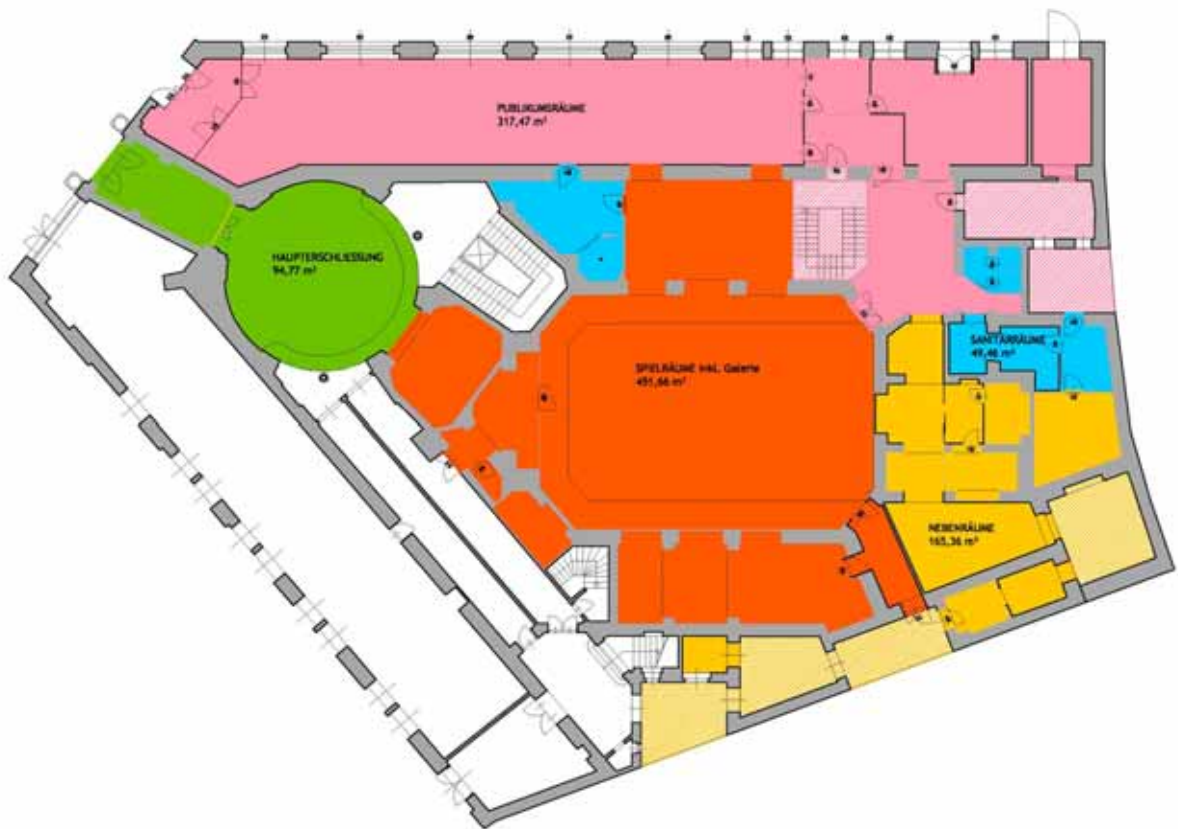 PUBLIKUMSRÄUME
317,47 m²
HAUPTERSCHLIESSUNG
94,77 m²
SPIELRÄUME inkl. Galerie
451,66 m²
SANITÄRRÄUME
49,46 m²
NEBENRÄUME
165,36 m²